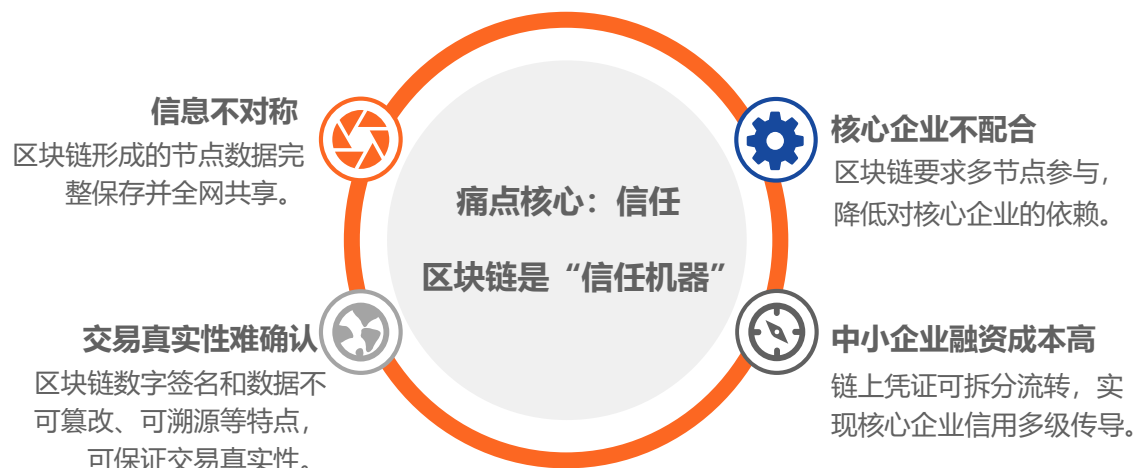 信息不对称
区块链形成的节点数据完
整保存并全网共享。
交易真实性难确认
区块链数字签名和数据不
可篡改、可溯源等特点，
可保证交易真实性。
痛点核心：信任
区块链是“信任机器”
核心企业不配合
区块链要求多节点参与，
降低对核心企业的依赖。
中小企业融资成本高
链上凭证可拆分流转，实
现核心企业信用多级传导。